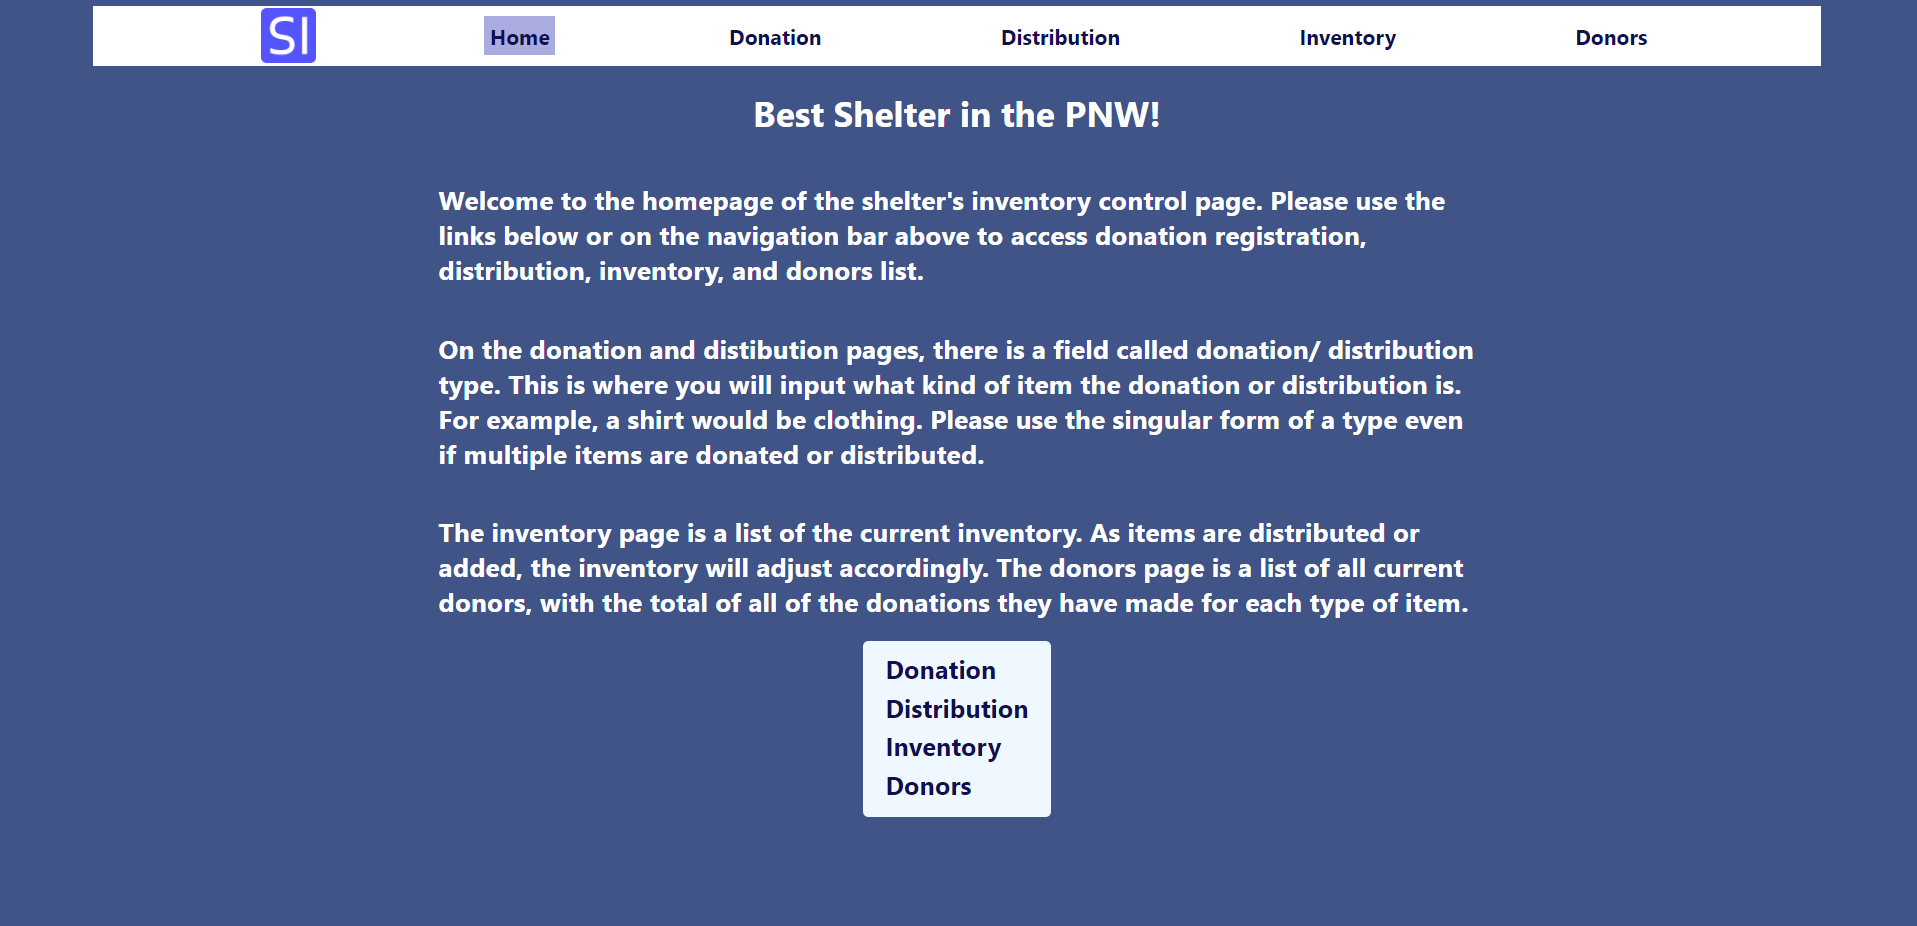 SI
Home
Donation
Distribution
Inventory
Donors
Best Shelter in the PNW!
Welcome to the homepage of the shelter's inventory control page. Please use the
links below or on the navigation bar above to access donation registration,
distribution, inventory, and donors list.
On the donation and distibution pages, there is a field called donation/ distribution
type. This is where you will input what kind of item the donation or distribution is.
For example, a shirt would be clothing. Please use the singular form of a type even
if multiple items are donated or distributed.
The inventory page is a list of the current inventory. As items are distributed or
added, the inventory will adjust accordingly. The donors page is a list of all current
donors, with the total of all of the donations they have made for each type of item.
Donation
Distribution
Inventory
Donors